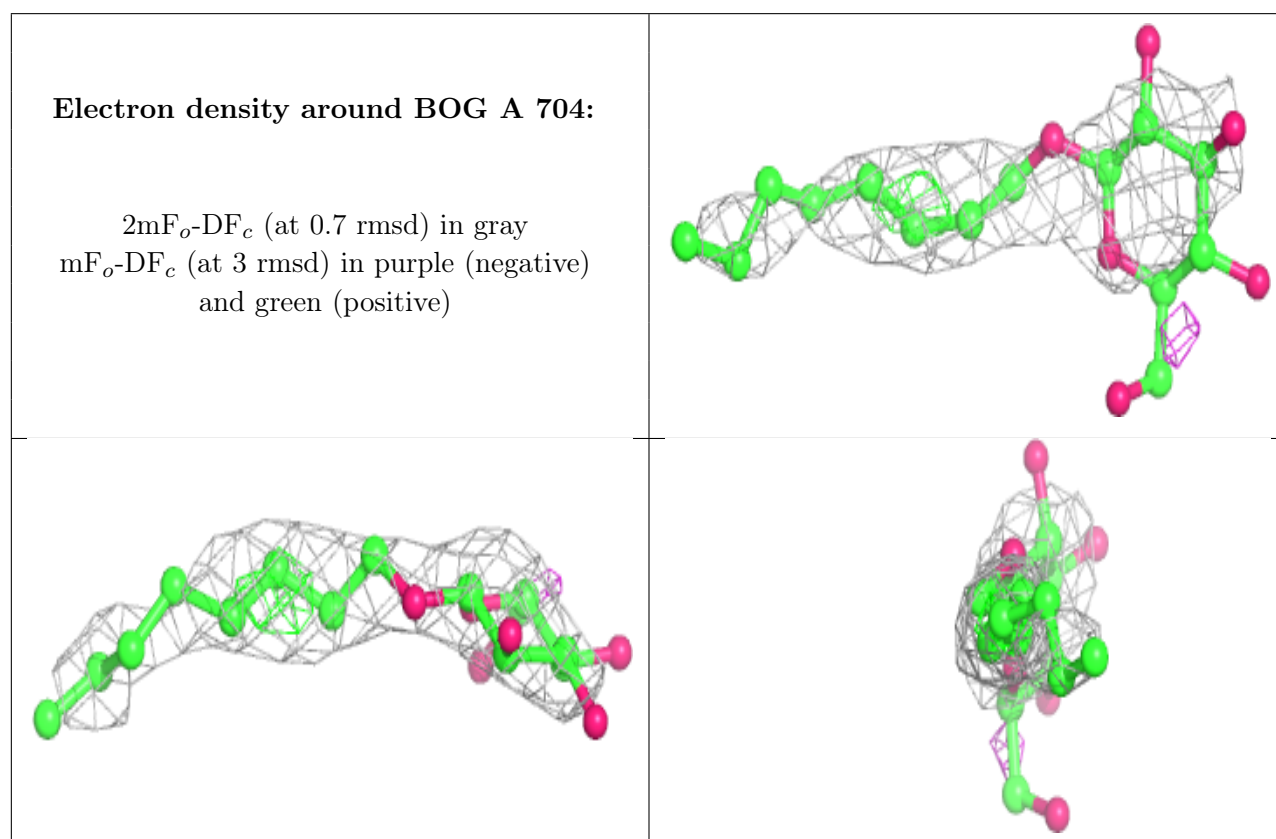 Electron density around BOG A 704:
2mFo-DFc (at 0.7 rmsd) in gray
mFo-DFc (at 3 rmsd) in purple (negative)
and green (positive)